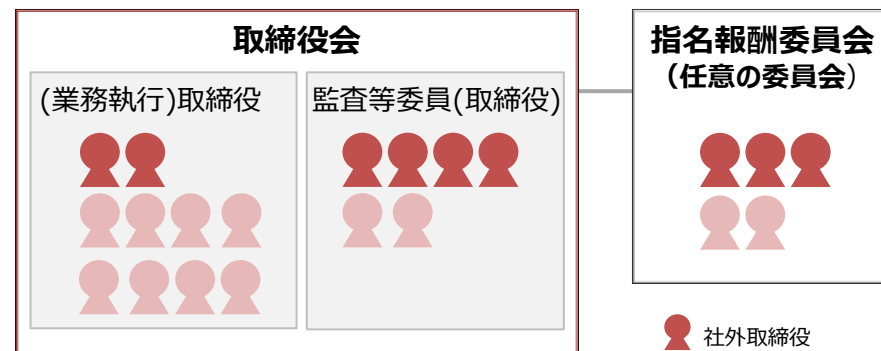 取締役会
(業務執行)取締役
監査等委員(取締役)
指名報酬委員会
（任意の委員会）
社外取締役